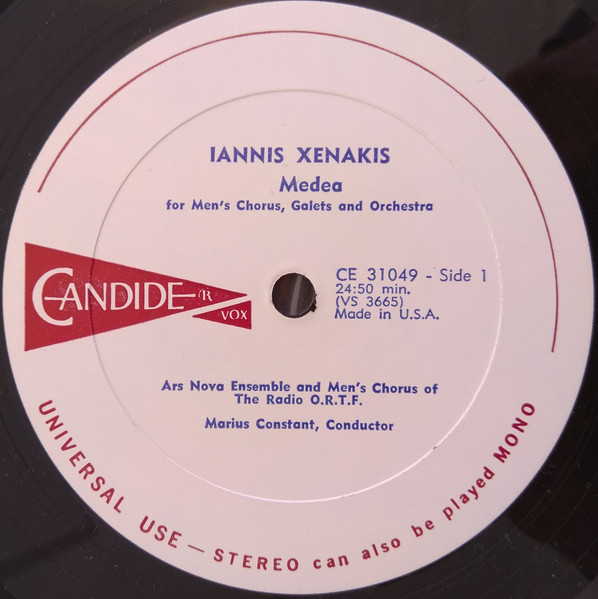 IANNIS XENAKIS
Medea
for Men's Chorus, Galets and Orchestra
CANDIDE R
VOX
CE 31049 - Side 1
24:50 min.
(VS 3665)
Made in U.S.A.
Ars Nova Ensemble and Men's Chorus of
The Radio O.R.T.F.
Marius Constant, Conductor
UNIVERSAL USE — STEREO can also be played MONO